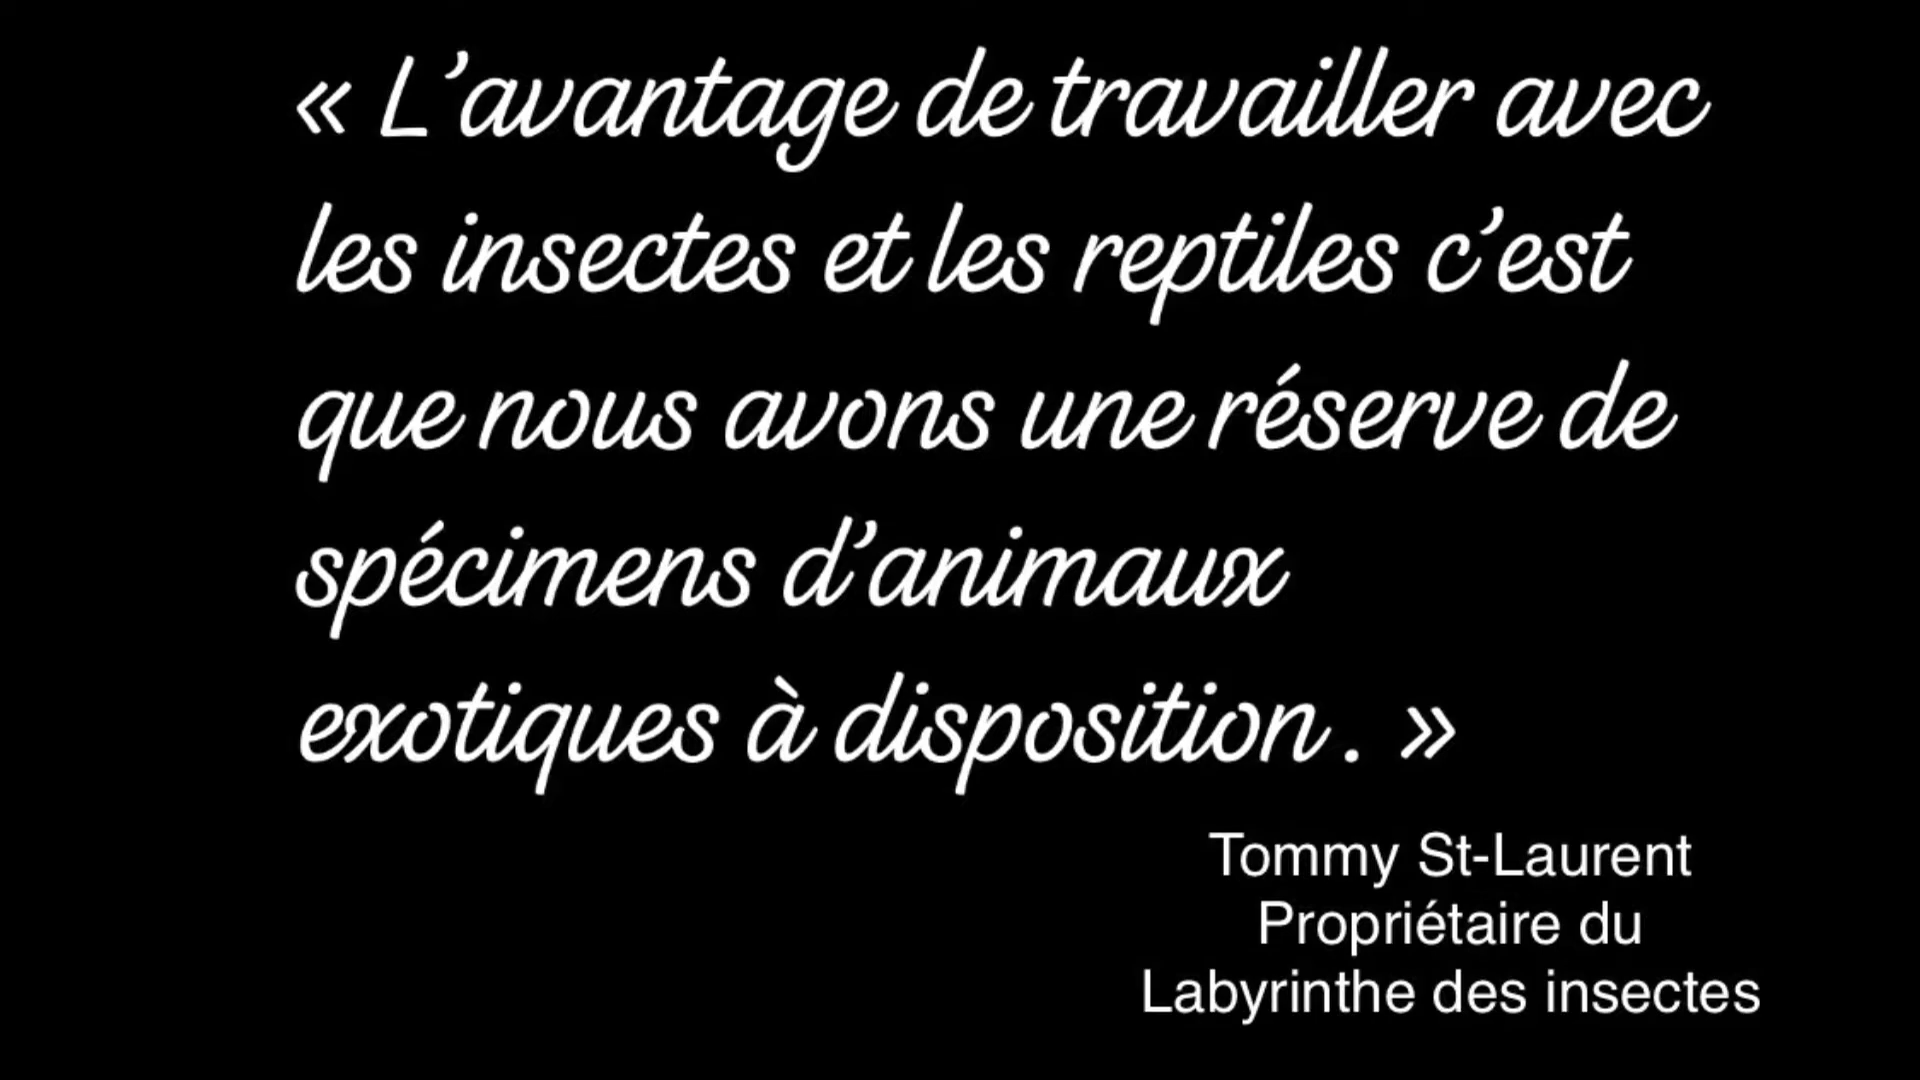 « L’avantage de travailler avec
les insectes et les reptiles c’est
que nous avons une réserve de
spécimens d’animaux
exotiques à disposition. »
Tommy St-Laurent
Propriétaire du
Labyrinthe des insectes